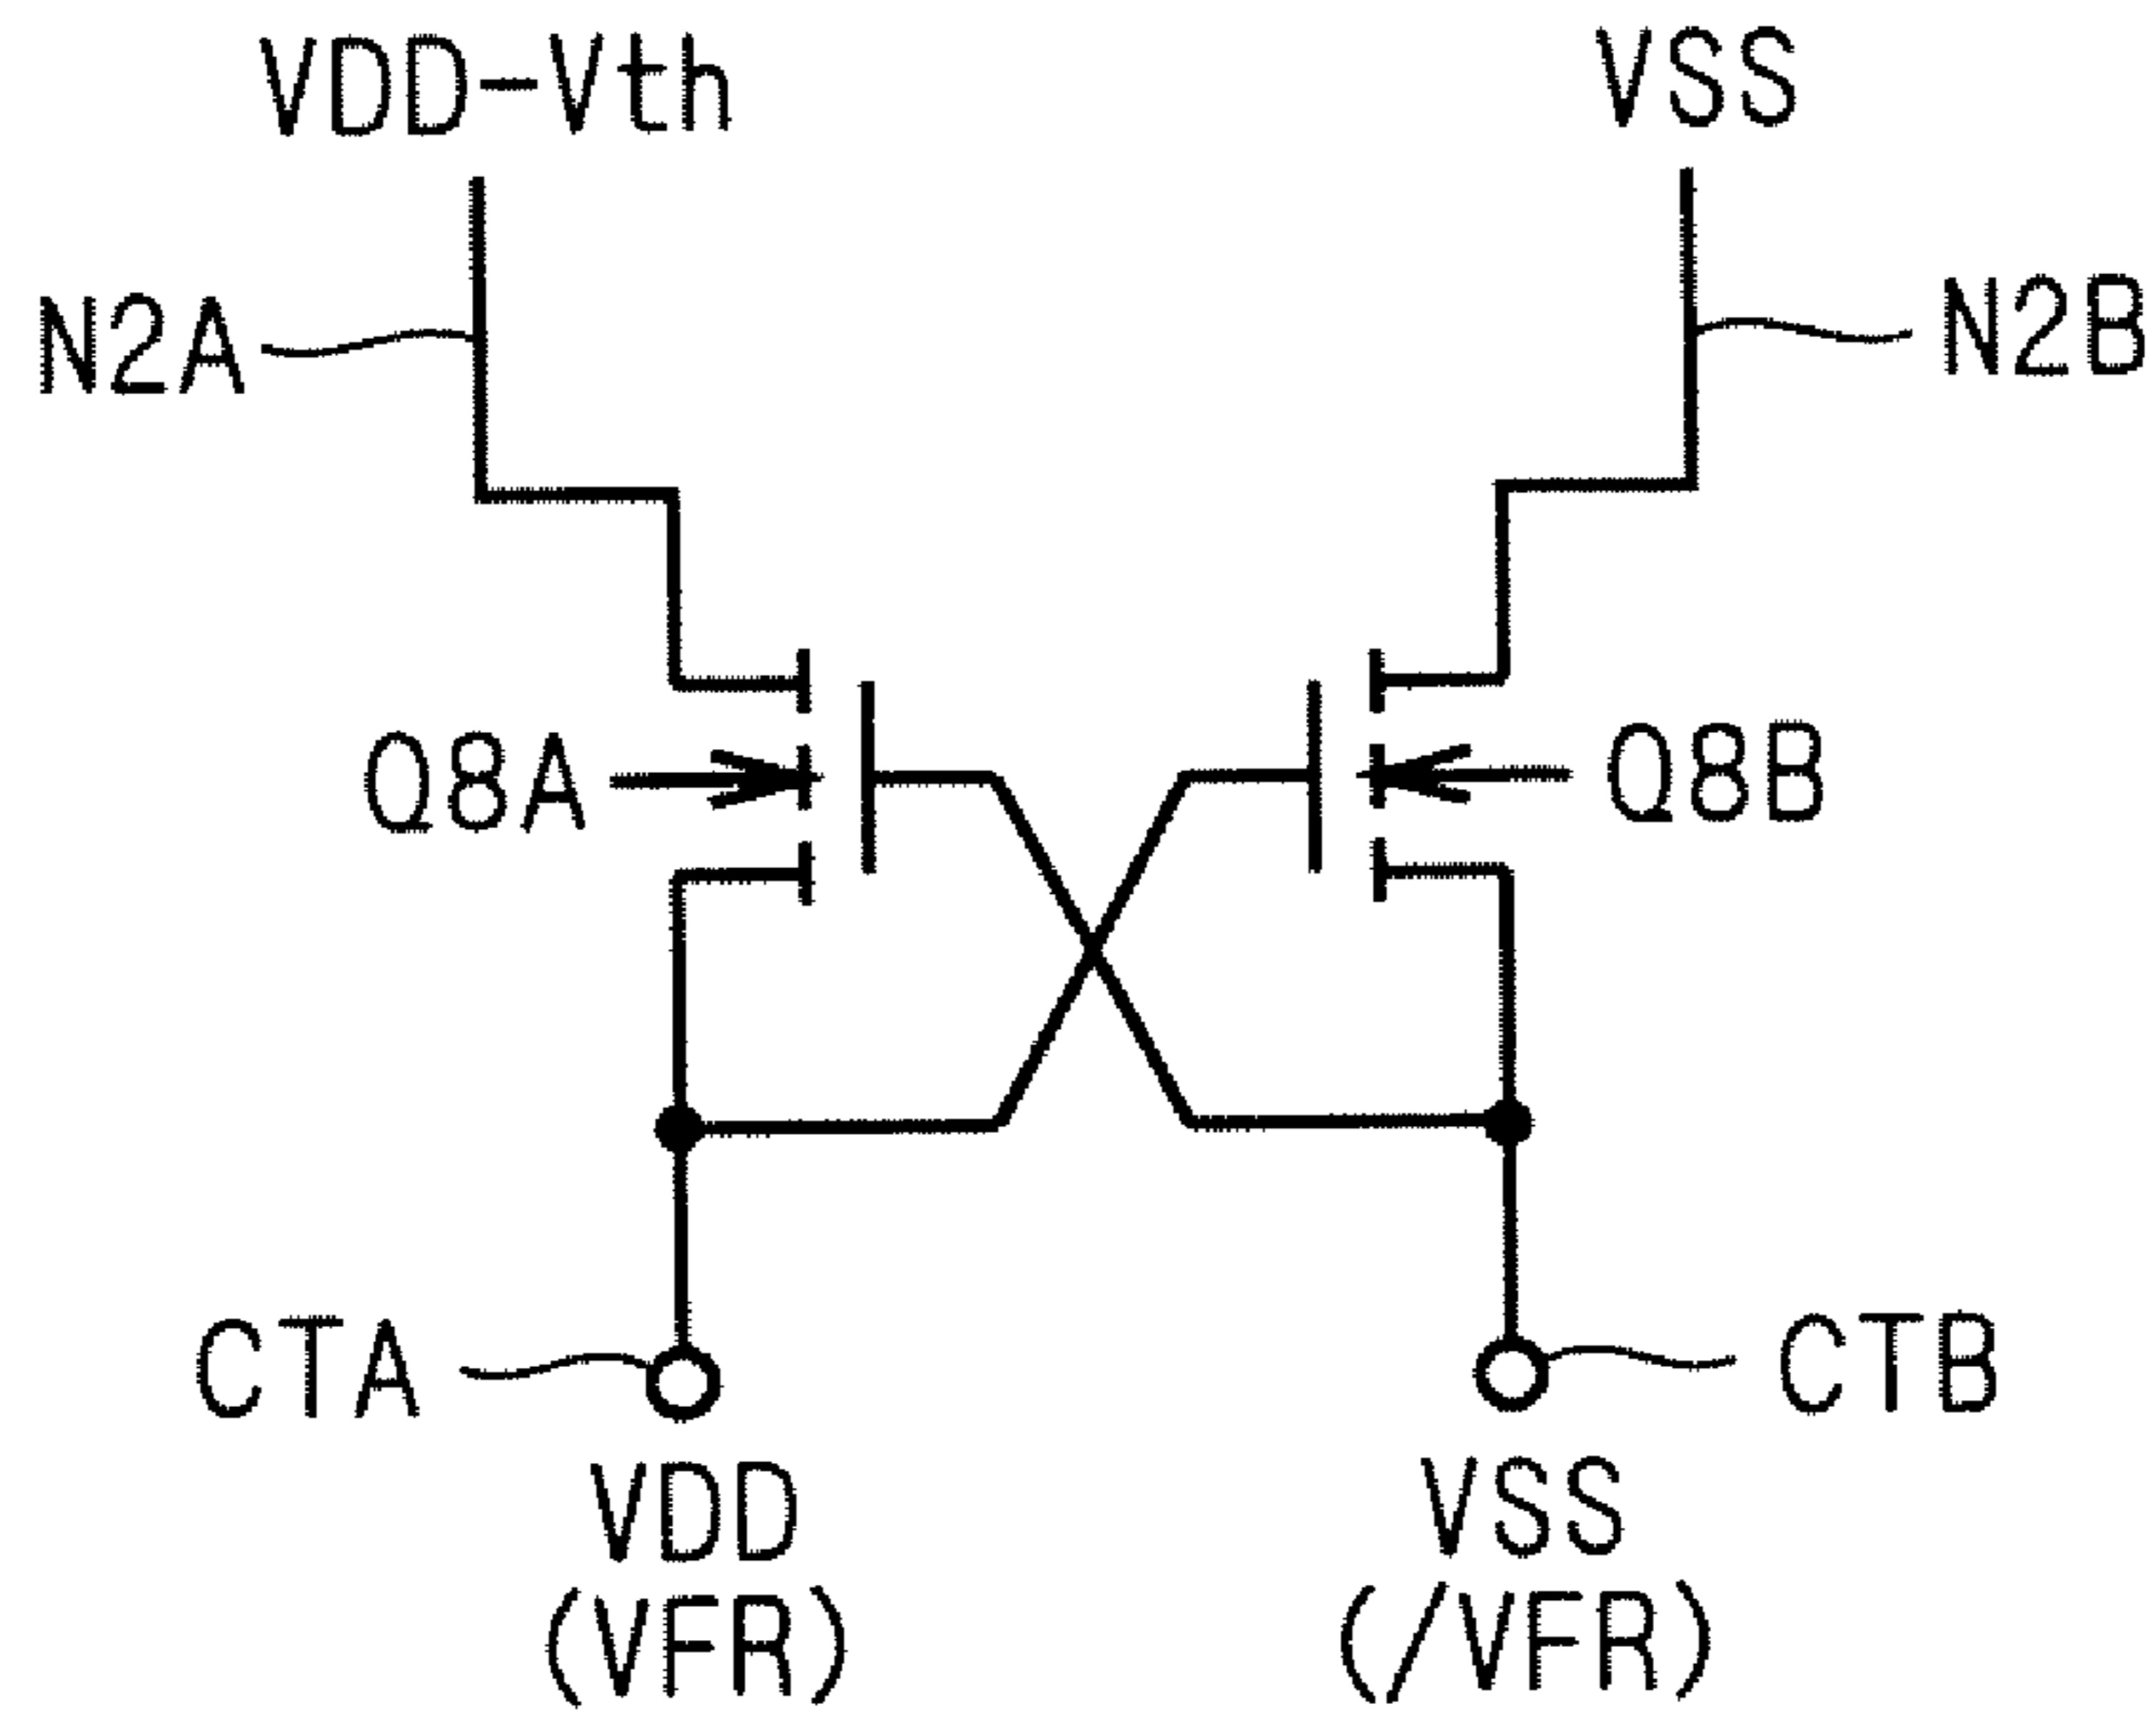 VDD-Vth VSS
N2A N2B
Q8A Q8B
CTA CTB
VDD VSS
(VFR) (/VFR)